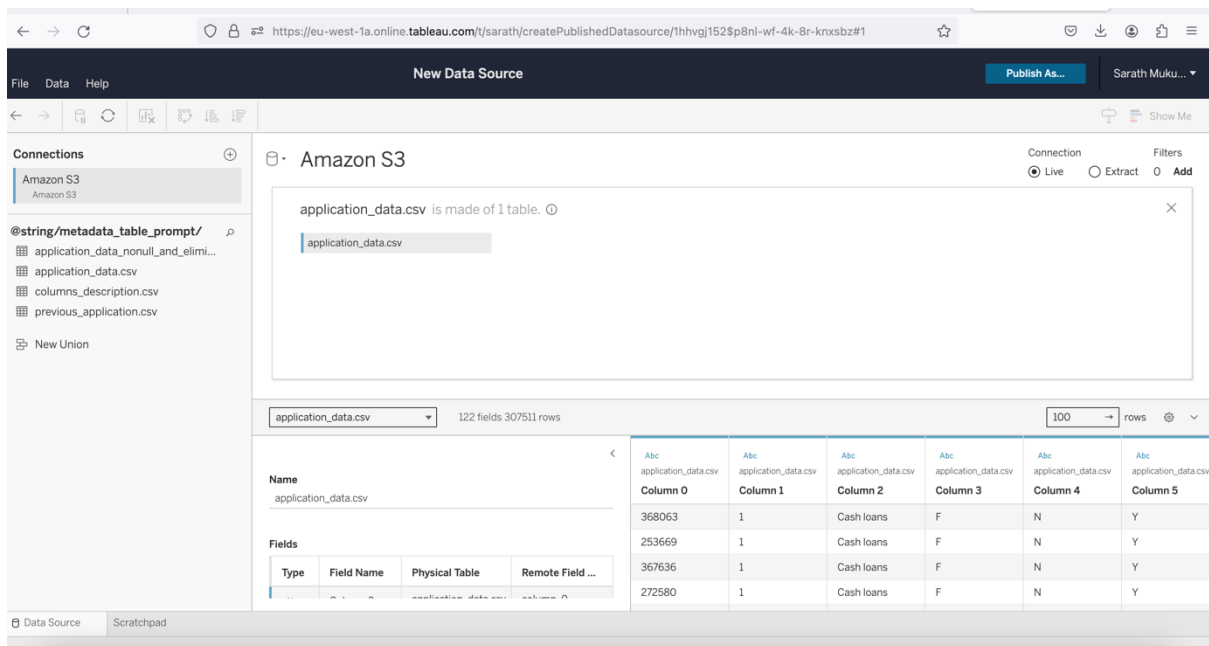 https://eu-west-1a.online.tableau.com/t/sarath/createPublishedDatasource/1hhvgj152$p8nl-wf-4k-8r-knxsbz#1
File Data Help
New Data Source
Publish As...
Sarath Muku...
Show Me
Connections
Amazon S3
Amazon S3
@string/metadata_table_prompt/
application_data_nonull_and_elimi...
application_data.csv
columns_description.csv
previous_application.csv
New Union
Amazon S3
Connection
Live Extract
Filters
0 Add
application_data.csv is made of 1 table.
application_data.csv
application_data.csv
122 fields 307511 rows
100 → rows
Name
application_data.csv
Fields
Type Field Name Physical Table Remote Field ...
Abc Abc Abc Abc Abc Abc
application_data.csv application_data.csv application_data.csv application_data.csv application_data.csv application_data.csv
Column 0 Column 1 Column 2 Column 3 Column 4 Column 5
368063 1 Cash loans F N Y
253669 1 Cash loans F N Y
367636 1 Cash loans F N Y
272580 1 Cash loans F N Y
Data Source Scratchpad